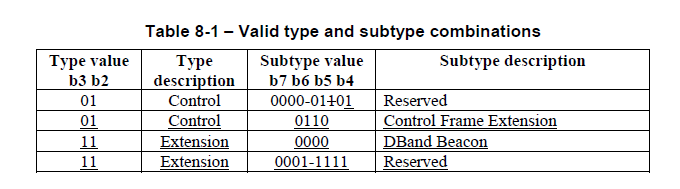 Table 8-1 – Valid type and subtype combinations
Type value Type Subtype value Subtype description
b3 b2 description b7 b6 b5 b4
01 Control 0000-01101 Reserved
01 Control 0110 Control Frame Extension
11 Extension 0000 DBand Beacon
11 Extension 0001-1111 Reserved